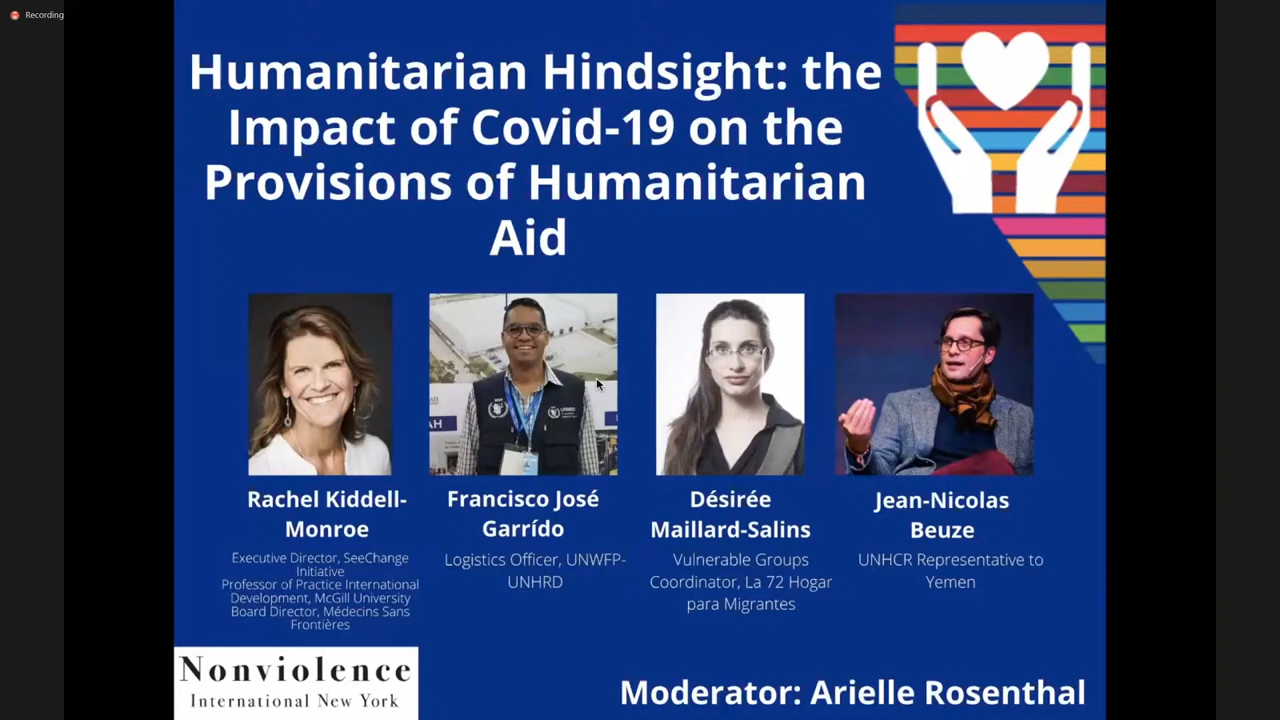 Recording
Humanitarian Hindsight: the
Impact of Covid-19 on the
Provisions of Humanitarian
Aid
Rachel Kiddell-
Monroe
Executive Director, SeeChange
Initiative
Professor of Practice International
Development, McGill University
Board Director, Médecins Sans
Frontières
Francisco José
Garrído
Logistics Officer, UNWFP-
UNHRD
Désirée
Maillard-Salins
Vulnerable Groups
Coordinator, La 72 Hogar
para Migrantes
Jean-Nicolas
Beuze
UNHCR Representative to
Yemen
Nonviolence
International New York
Moderator: Arielle Rosenthal